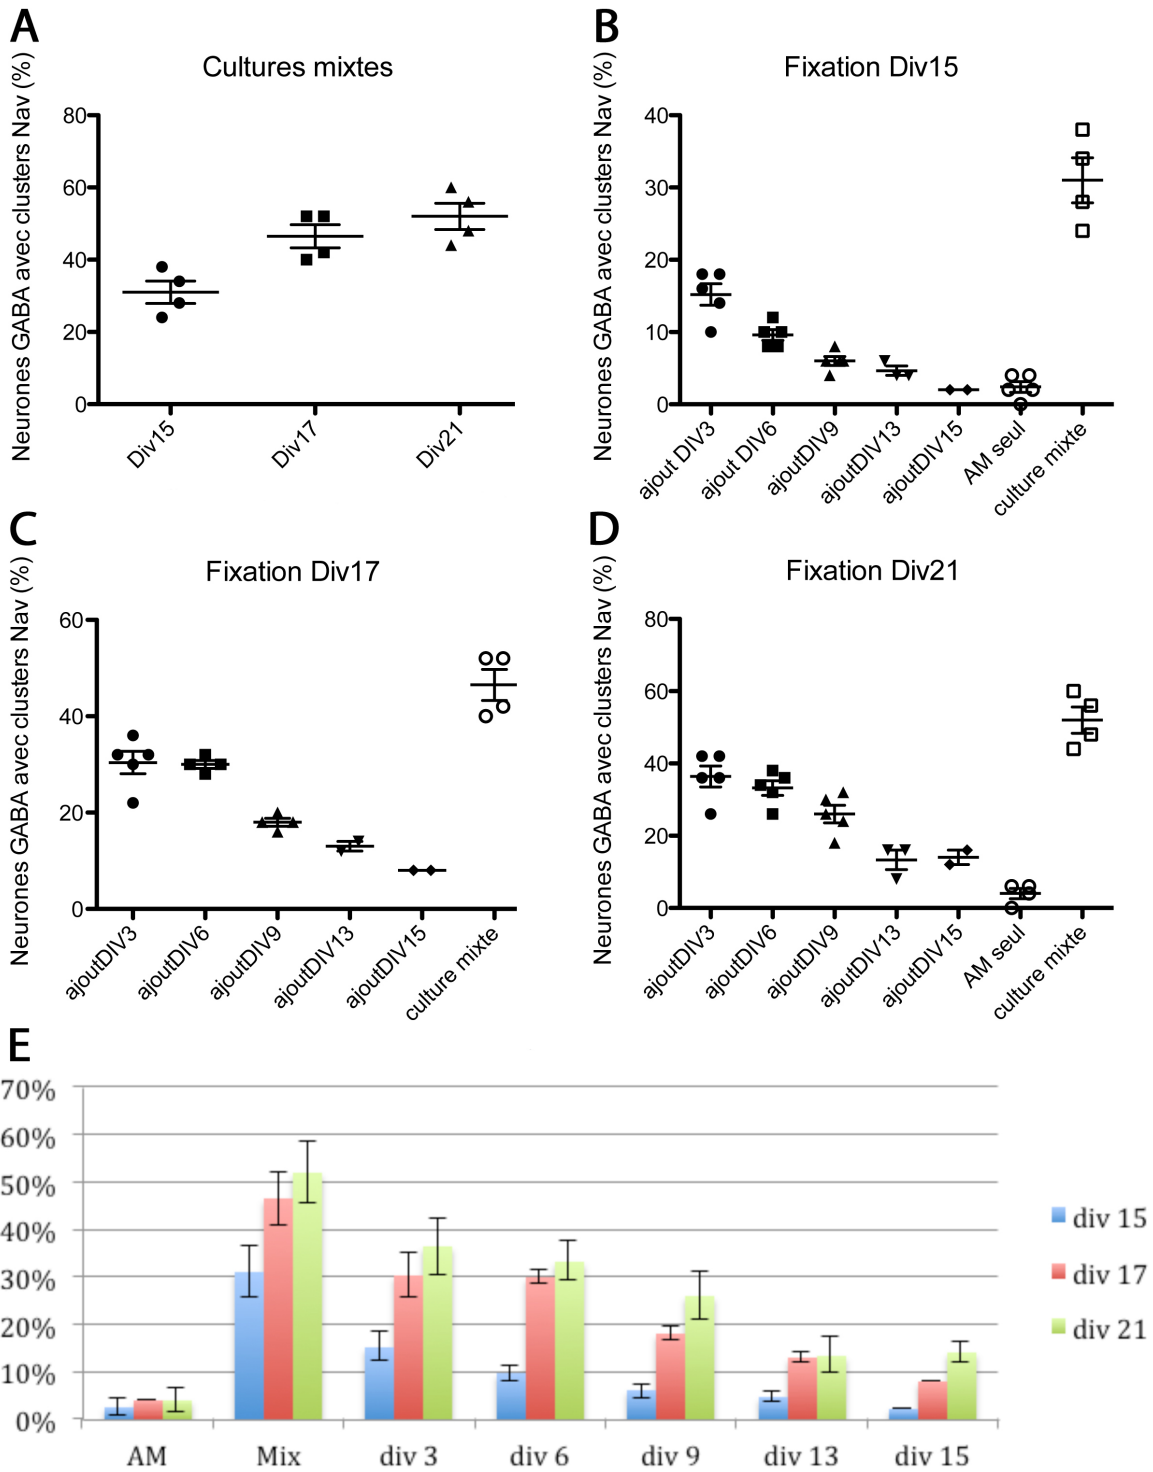 A
Cultures mixtes
Neurones GABA avec clusters Nav (%)
80
60
40
20
0
Div15
Div17
Div21
B
Fixation Div15
Neurones GABA avec clusters Nav (%)
40
30
20
10
0
ajout DIV3
ajout DIV6
ajoutDIV9
ajoutDIV13
ajoutDIV15
AM seul
culture mixte
C
Fixation Div17
Neurones GABA avec clusters Nav (%)
60
40
20
0
ajoutDIV3
ajoutDIV6
ajoutDIV9
ajoutDIV13
ajoutDIV15
culture mixte
D
Fixation Div21
Neurones GABA avec clusters Nav (%)
80
60
40
20
0
ajoutDIV3
ajoutDIV6
ajoutDIV9
ajoutDIV13
ajoutDIV15
AM seul
culture mixte
E
70%
60%
50%
40%
30%
20%
10%
0%
AM
Mix
div 3
div 6
div 9
div 13
div 15
div 15
div 17
div 21